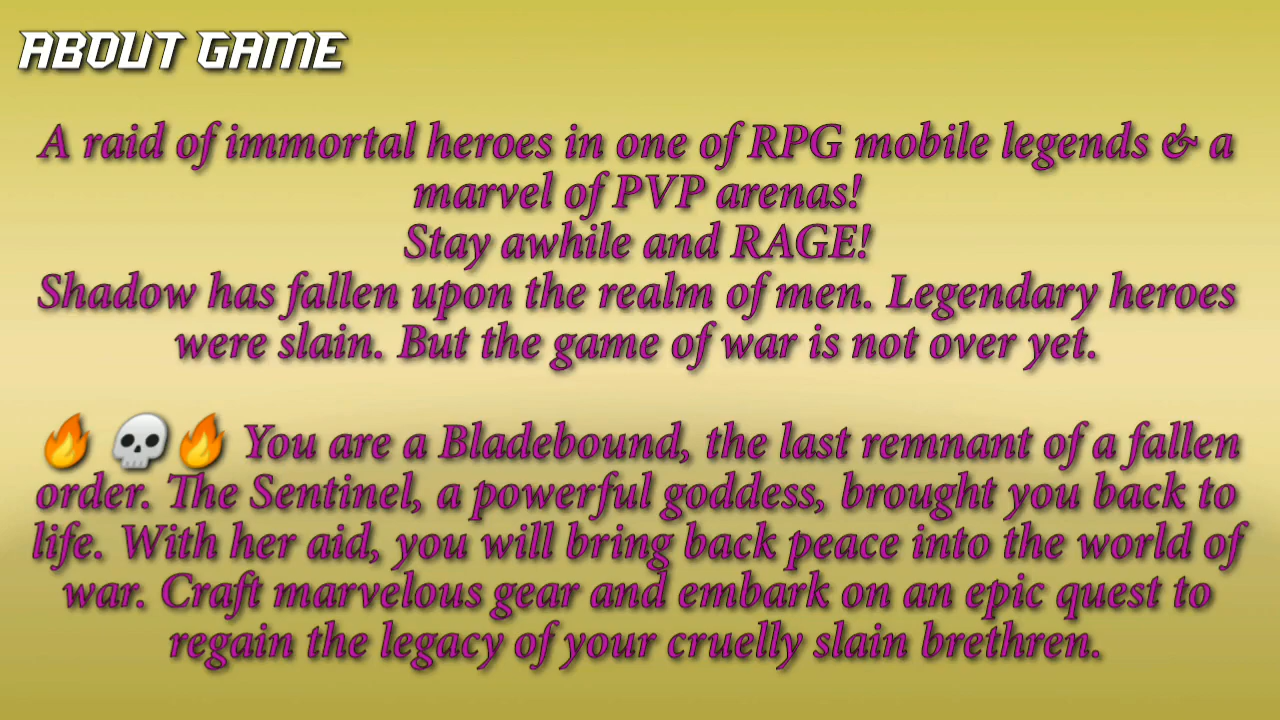 ABOUT GAME
A raid of immortal heroes in one of RPG mobile legends & a
marvel of PVP arenas!
Stay awhile and RAGE!
Shadow has fallen upon the realm of men. Legendary heroes
were slain. But the game of war is not over yet.
🔥 💀🔥 You are a Bladebound, the last remnant of a fallen
order. The Sentinel, a powerful goddess, brought you back to
life. With her aid, you will bring back peace into the world of
war. Craft marvelous gear and embark on an epic quest to
regain the legacy of your cruelly slain brethren.